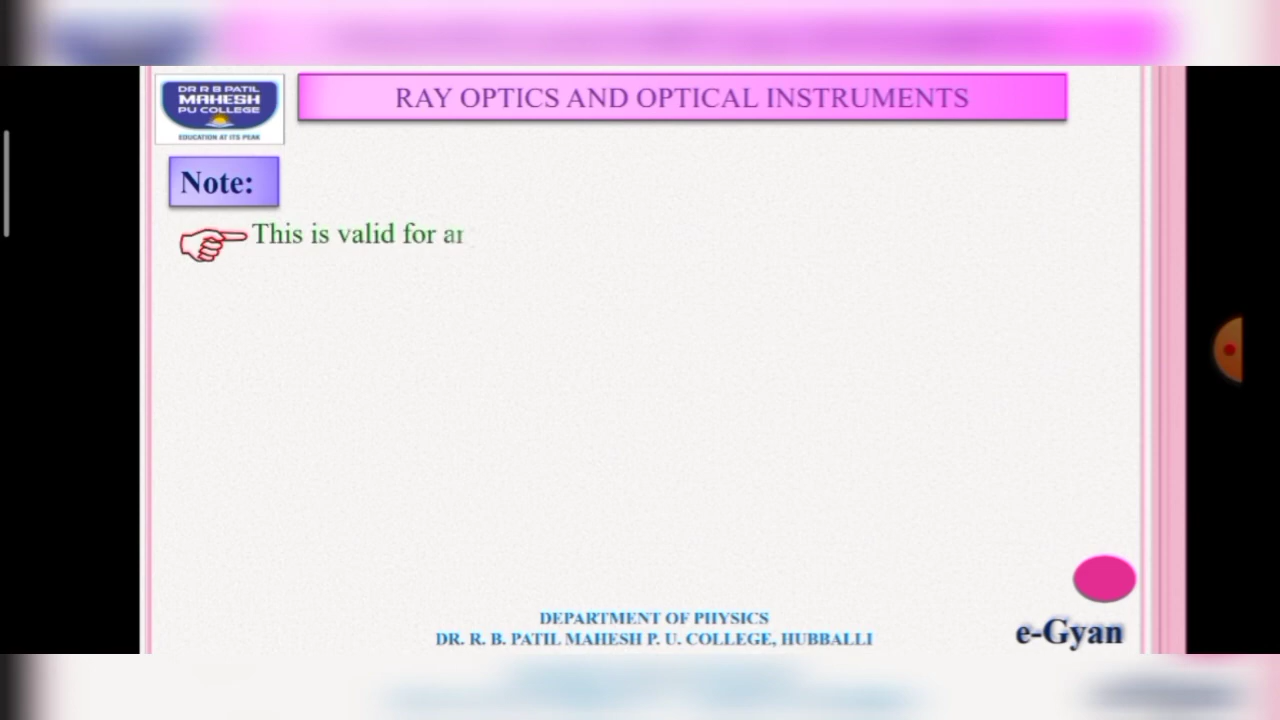 DR R B PATIL
MAHESH
PU COLLEGE
EDUCATION AT ITS PEAK
RAY OPTICS AND OPTICAL INSTRUMENTS
Note:
This is valid for ar
DEPARTMENT OF PHYSICS
DR. R. B. PATIL MAHESH P. U. COLLEGE, HUBBALLI
e-Gyan